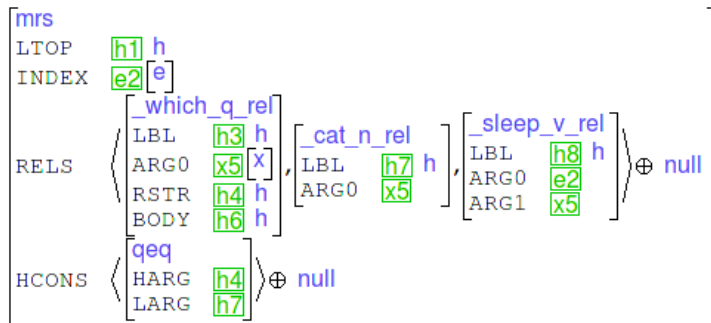 mrs
LTOP h1 h
INDEX e2 [e]
RELS ⟨ [_which_q_rel LBL h3 h ARG0 x5 [x] RSTR h4 h BODY h6 h] , [_cat_n_rel LBL h7 h ARG0 x5] , [_sleep_v_rel LBL h8 h ARG0 e2 ARG1 x5] ⟩ ⊕ null
HCONS ⟨ [qeq HARG h4 LARG h7] ⟩ ⊕ null